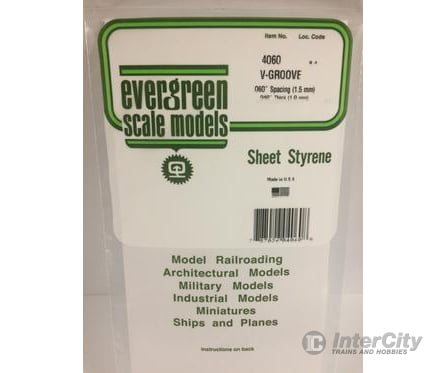 Item No. Loc. Code
4060
V-GROOVE
.060" Spacing (1.5 mm)
.040" Thick (1.0 mm)
evergreen
scale models
Sheet Styrene
Made in U S A
Model Railroading
Architectural Models
Military Models
Industrial Models
Miniatures
Ships and Planes
Instructions on back
IC InterCity
TRAINS AND HOBBIES